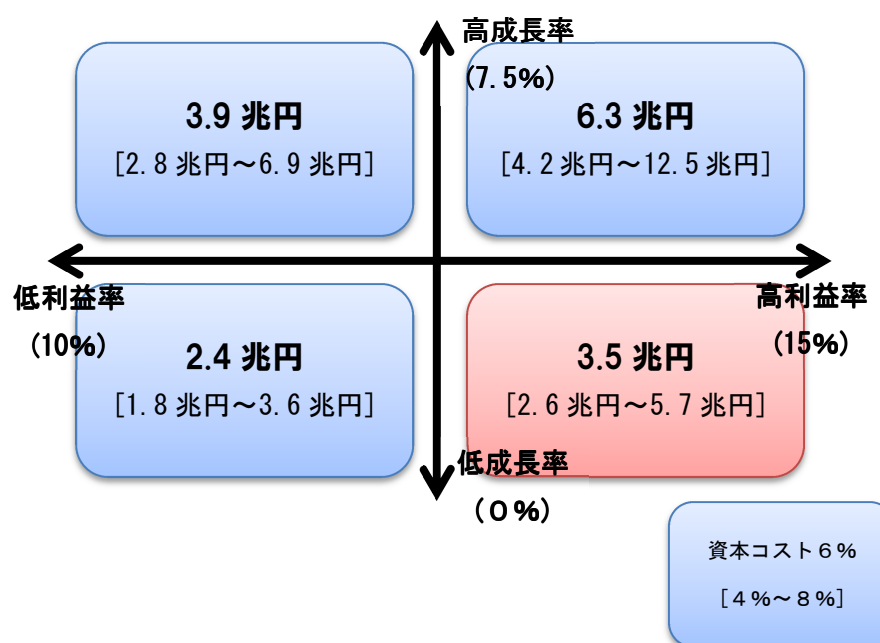 高成長率
(7.5%)
3.9 兆円
[2.8 兆円～6.9 兆円]
6.3 兆円
[4.2 兆円～12.5 兆円]
低利益率
(10%)
高利益率
(15%)
2.4 兆円
[1.8 兆円～3.6 兆円]
3.5 兆円
[2.6 兆円～5.7 兆円]
低成長率
(０%)
資本コスト６%
[４%～８%]